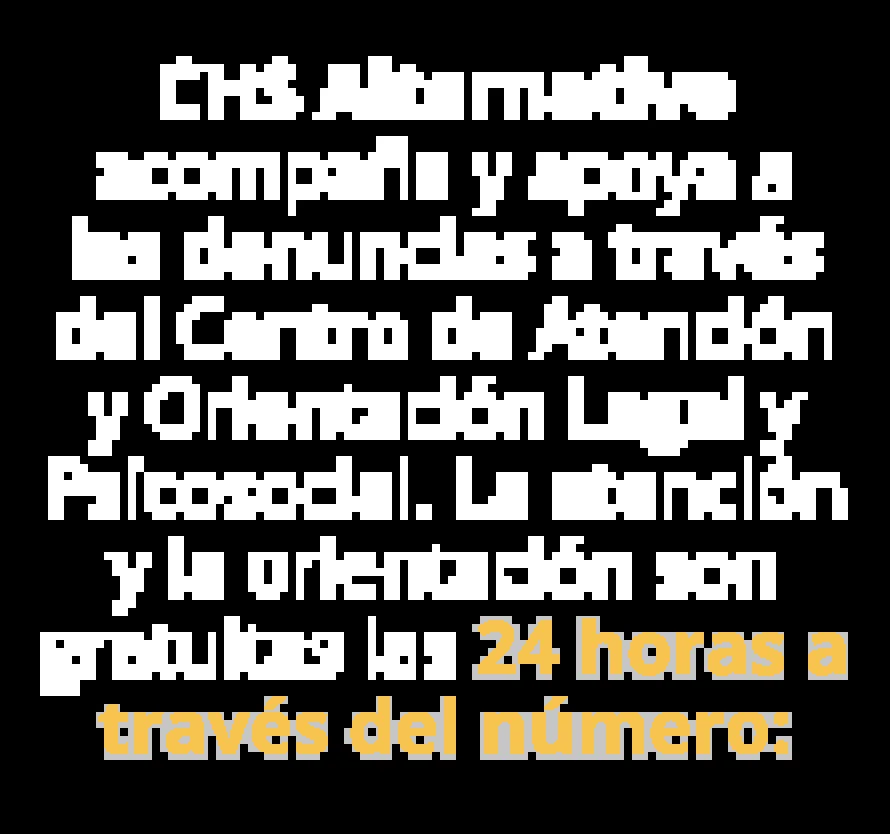 CHS Alternativo
acompaña y apoya a
las denuncias a través
del Centro de Atención
y Orientación Legal y
Psicosocial. La atención
y la orientación son
gratuitas las 24 horas a
través del número: